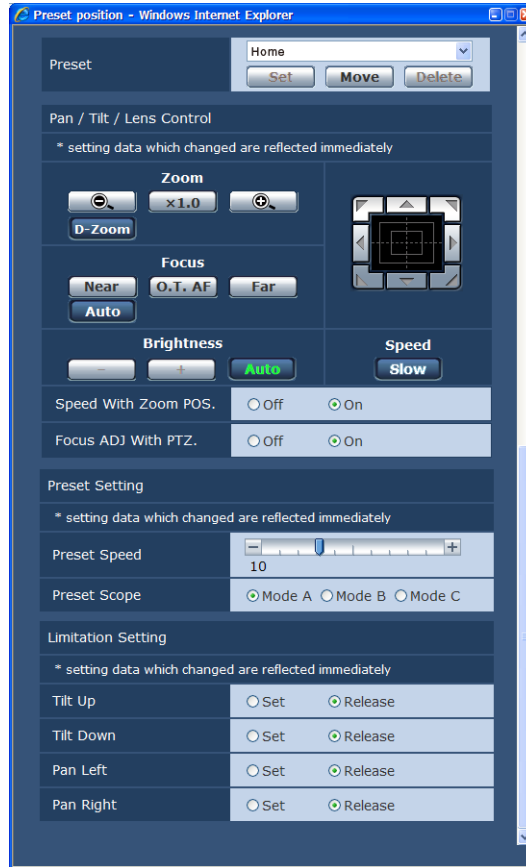 Preset position - Windows Internet Explorer
Preset
Home
Set Move Delete
Pan / Tilt / Lens Control
* setting data which changed are reflected immediately
Zoom
×1.0
D-Zoom
Focus
Near O.T. AF Far
Auto
Brightness
- + Auto
Speed
Slow
Speed With Zoom POS. Off On
Focus ADJ With PTZ. Off On
Preset Setting
* setting data which changed are reflected immediately
Preset Speed
- +
10
Preset Scope Mode A Mode B Mode C
Limitation Setting
* setting data which changed are reflected immediately
Tilt Up Set Release
Tilt Down Set Release
Pan Left Set Release
Pan Right Set Release